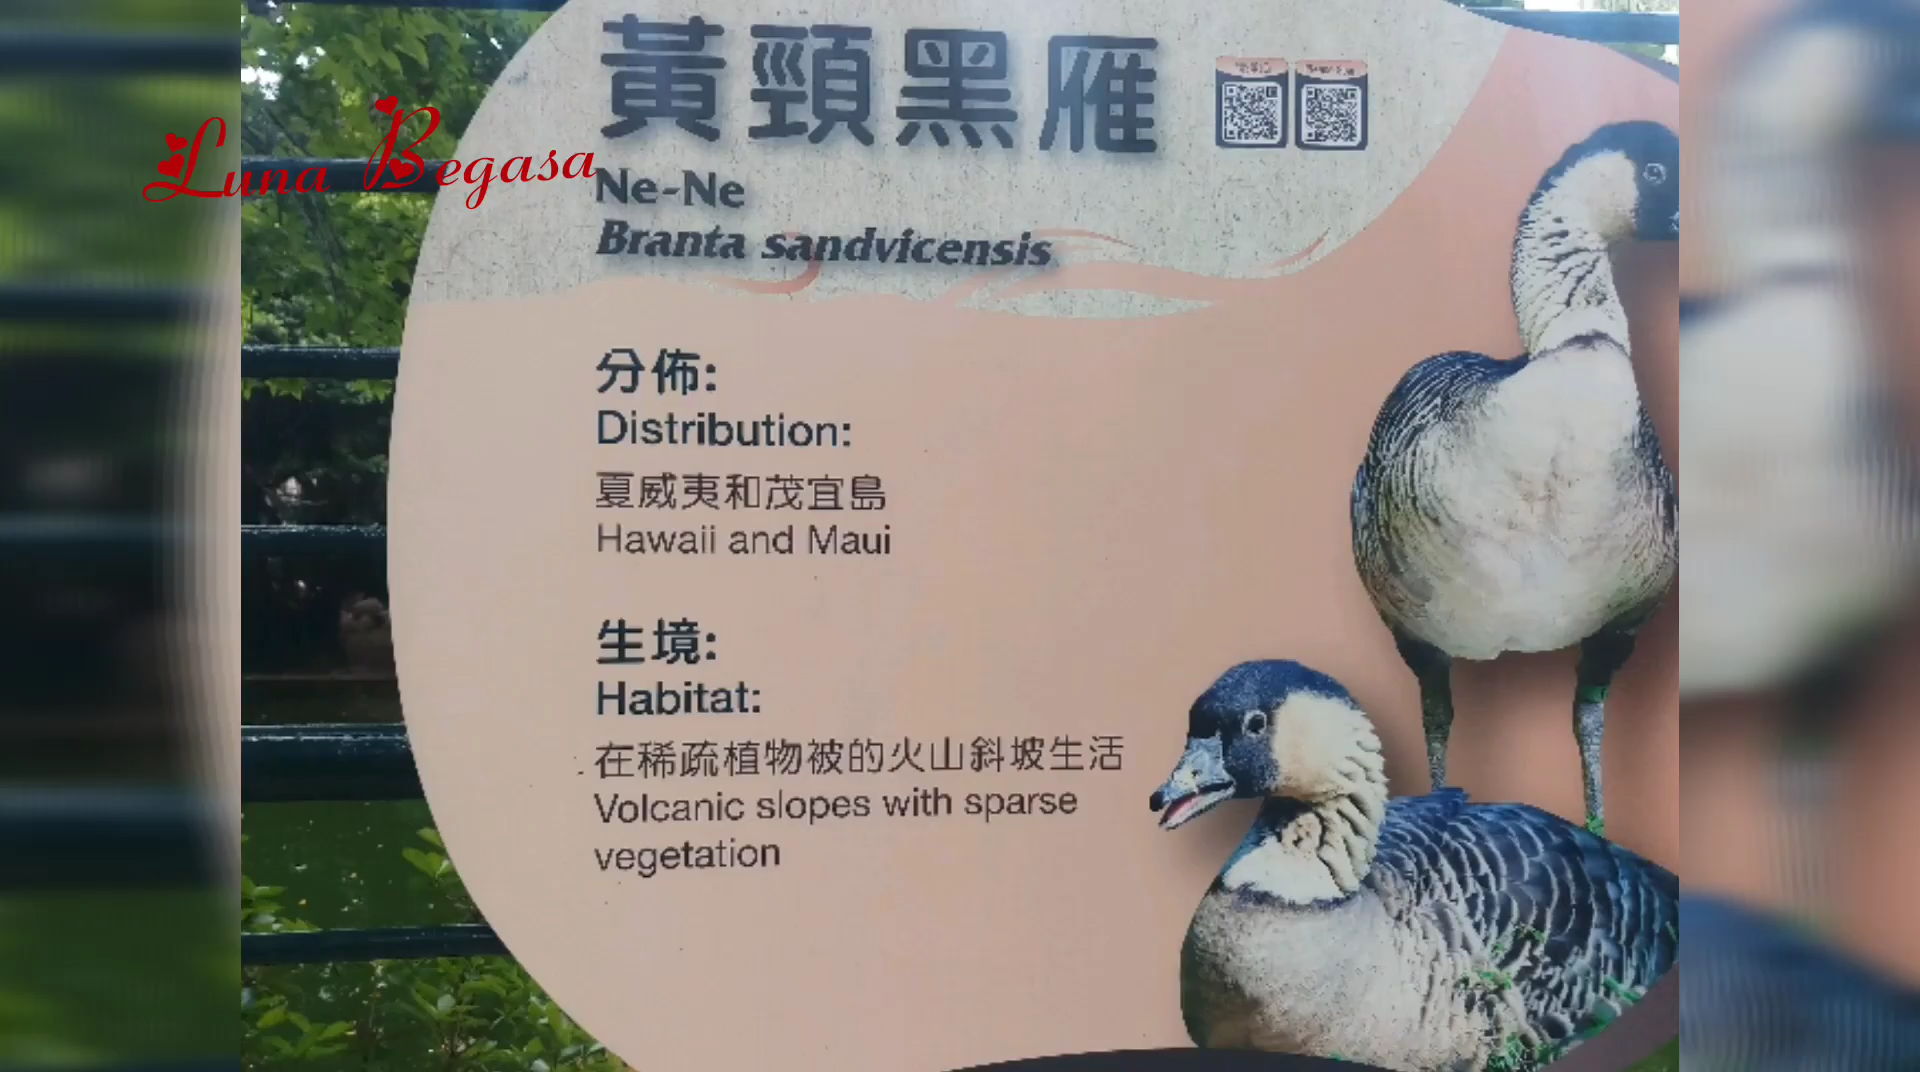 黃頸黑雁
Luna Begasa
Ne-Ne
Branta sandvicensis
分佈:
Distribution:
夏威夷和茂宜島
Hawaii and Maui
生境:
Habitat:
在稀疏植物被的火山斜坡生活
Volcanic slopes with sparse
vegetation